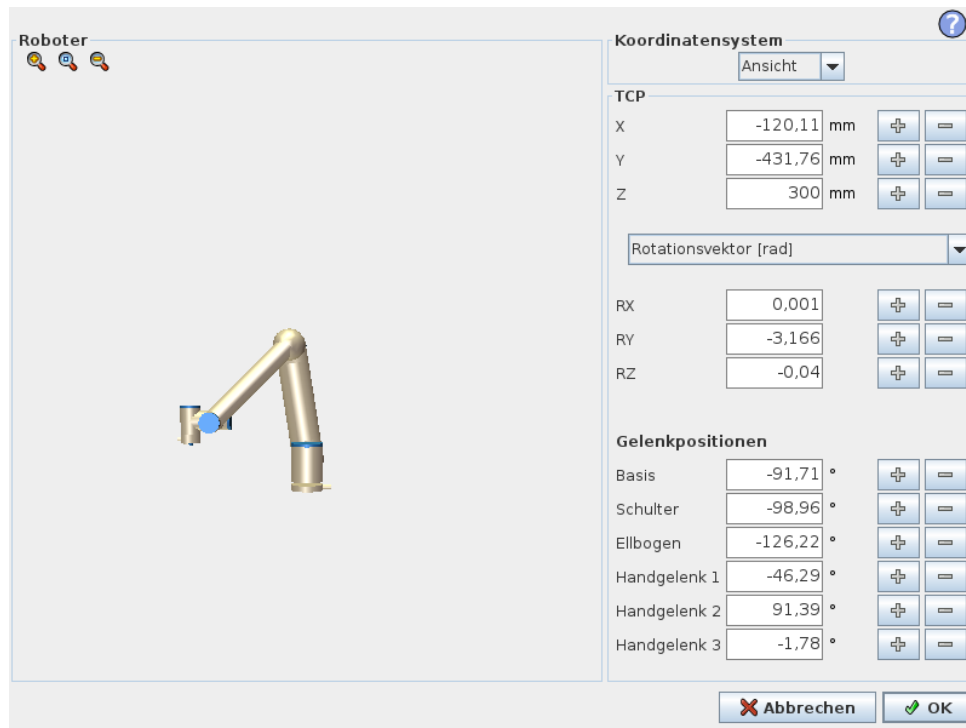 Roboter
Koordinatensystem
Ansicht
TCP
X -120,11 mm
Y -431,76 mm
Z 300 mm
Rotationsvektor [rad]
RX 0,001
RY -3,166
RZ -0,04
Gelenkpositionen
Basis -91,71 °
Schulter -98,96 °
Ellbogen -126,22 °
Handgelenk 1 -46,29 °
Handgelenk 2 91,39 °
Handgelenk 3 -1,78 °
Abbrechen OK